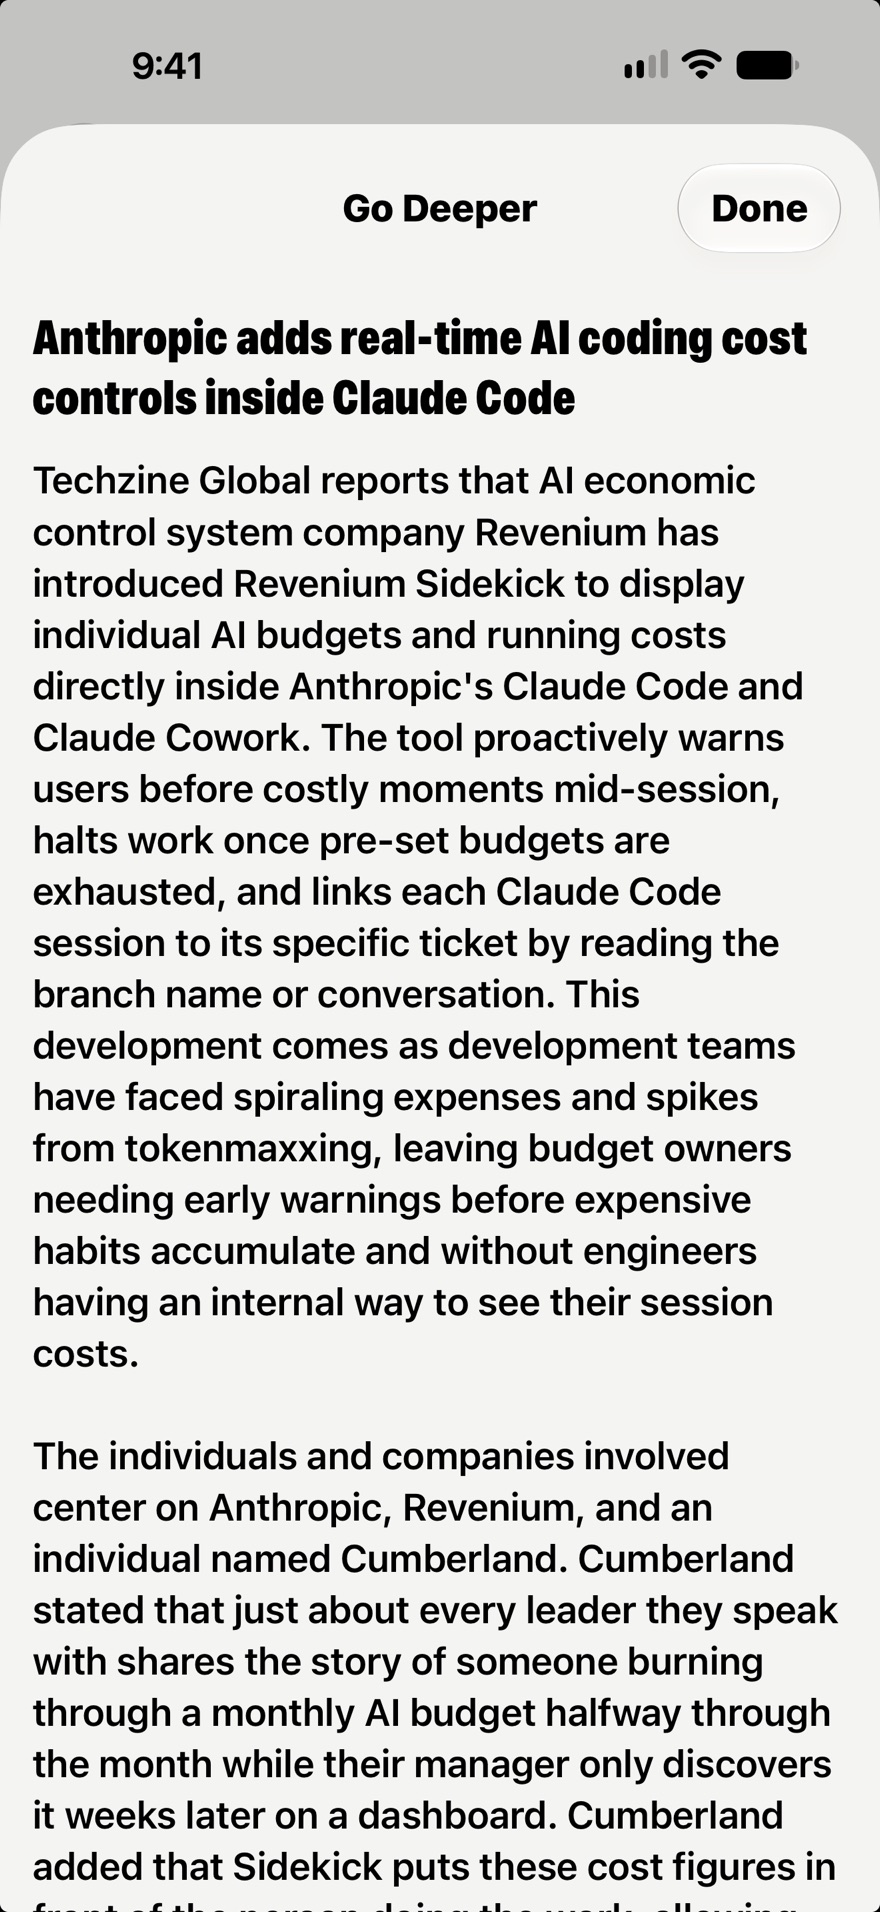 9:41
Go Deeper
Done
Anthropic adds real-time AI coding cost
controls inside Claude Code
Techzine Global reports that AI economic
control system company Revenium has
introduced Revenium Sidekick to display
individual AI budgets and running costs
directly inside Anthropic's Claude Code and
Claude Cowork. The tool proactively warns
users before costly moments mid-session,
halts work once pre-set budgets are
exhausted, and links each Claude Code
session to its specific ticket by reading the
branch name or conversation. This
development comes as development teams
have faced spiraling expenses and spikes
from tokenmaxxing, leaving budget owners
needing early warnings before expensive
habits accumulate and without engineers
having an internal way to see their session
costs.
The individuals and companies involved
center on Anthropic, Revenium, and an
individual named Cumberland. Cumberland
stated that just about every leader they speak
with shares the story of someone burning
through a monthly AI budget halfway through
the month while their manager only discovers
it weeks later on a dashboard. Cumberland
added that Sidekick puts these cost figures in
front of the person doing the work, allowing